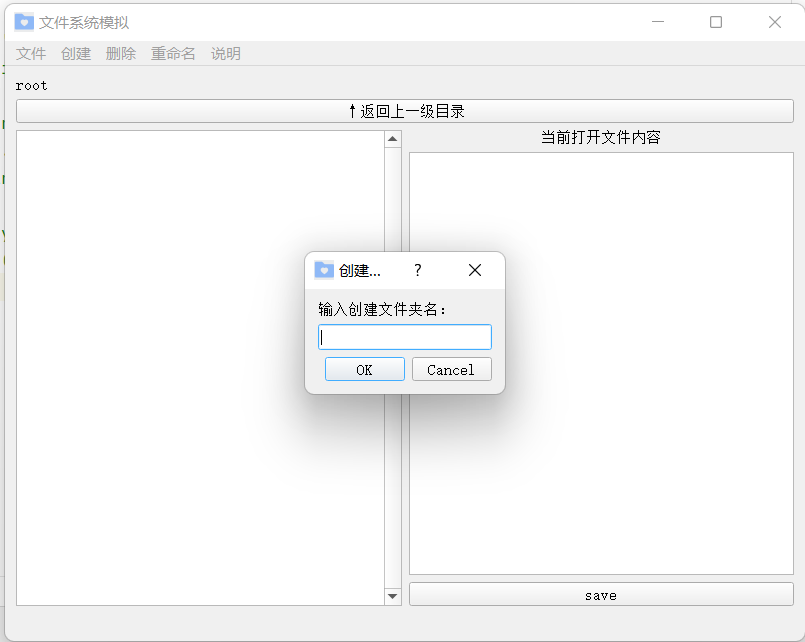 文件系统模拟
文件 创建 删除 重命名 说明
root
↑返回上一级目录
当前打开文件内容
创建... ?
输入创建文件夹名：
OK Cancel
save